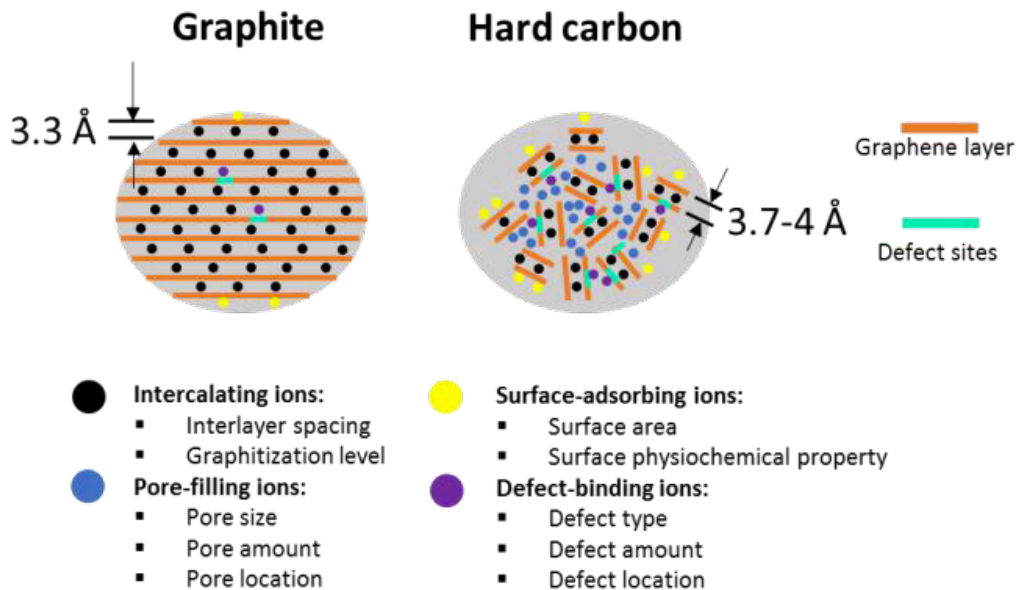 Graphite
Hard carbon
3.3 Å
3.7-4 Å
Graphene layer
Defect sites
Intercalating ions:
▪ Interlayer spacing
▪ Graphitization level
Pore-filling ions:
▪ Pore size
▪ Pore amount
▪ Pore location
Surface-adsorbing ions:
▪ Surface area
▪ Surface physiochemical property
Defect-binding ions:
▪ Defect type
▪ Defect amount
▪ Defect location